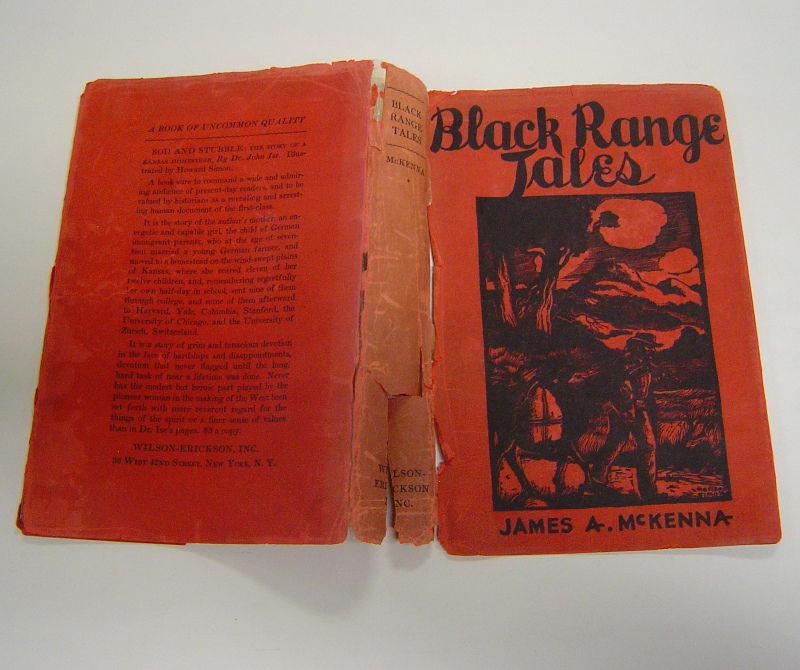 A BOOK OF UNCOMMON QUALITY
SOD AND STUBBLE: THE STORY OF A
KANSAS HOMESTEAD, By Dr. John Ise. Illus-
trated by Howard Simon.
A book sure to command a wide and admir-
ing audience of present-day readers, and to be
valued by historians as a revealing and arrest-
ing human document of the first-class.
It is the story of the author's mother, an en-
ergetic and capable girl, the child of German
immigrant parents, who at the age of seven-
teen married a young German farmer, and
moved to a homestead on the wind-swept plains
of Kansas, where she reared eleven of her
twelve children, and, remembering regretfully
her own half-day in school, sent nine of them
through college, and some of them afterward
to Harvard, Yale, Columbia, Stanford, the
University of Chicago, and the University of
Zurich, Switzerland.
It is a story of grim and tenacious devotion
in the face of hardships and disappointments,
devotion that never flagged until the long,
hard task of near a lifetime was done. Never
has the modest but heroic part played by the
pioneer woman in the making of the West been
set forth with more reverent regard for the
things of the spirit or a finer sense of values
than in Dr. Ise's pages. $3 a copy.
WILSON-ERICKSON, INC.
36 WEST 42ND STREET, NEW YORK, N. Y.
BLACK
RANGE
TALES
McKENNA
WILSON-
ERICKSON
INC.
Black Range
Tales
JAMES A. McKENNA